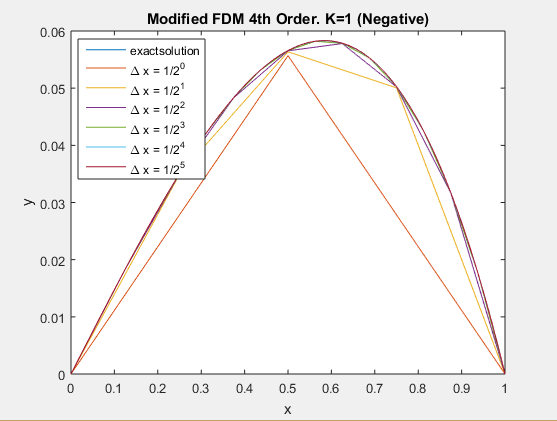 Modified FDM 4th Order. K=1 (Negative)
exactsolution
Δ x = 1/2^0
Δ x = 1/2^1
Δ x = 1/2^2
Δ x = 1/2^3
Δ x = 1/2^4
Δ x = 1/2^5
0.06
0.05
0.04
0.03
0.02
0.01
0
y
0 0.1 0.2 0.3 0.4 0.5 0.6 0.7 0.8 0.9 1
x